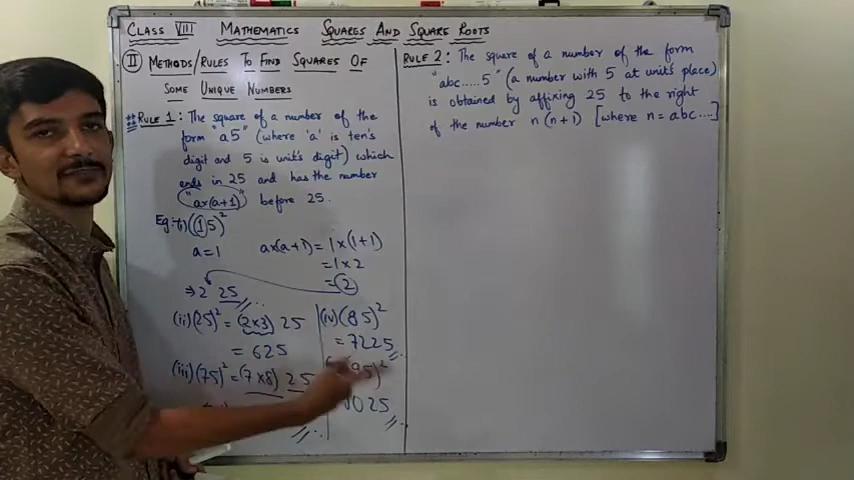 CLASS VIII MATHEMATICS SQUARES AND SQUARE ROOTS
II METHODS/RULES TO FIND SQUARES OF
SOME UNIQUE NUMBERS
RULE 1: The square of a number of the
form "a5" (where 'a' is ten's
digit and 5 is unit's digit) which
ends in 25 and has the number
"a×(a+1)" before 25.
Eg:-(i) (15)²
a=1 a×(a+1) = 1×(1+1)
= 1×2
= 2
⇒ 2 25
(ii) (25)² = (2×3) 25
= 625
(iii) (75)² = (7×8) 25
(iv) (85)²
= 7225
95)²
025
RULE 2: The square of a number of the form
"abc.....5" (a number with 5 at unit's place)
is obtained by affixing 25 to the right
of the number n(n+1) [where n = abc....]